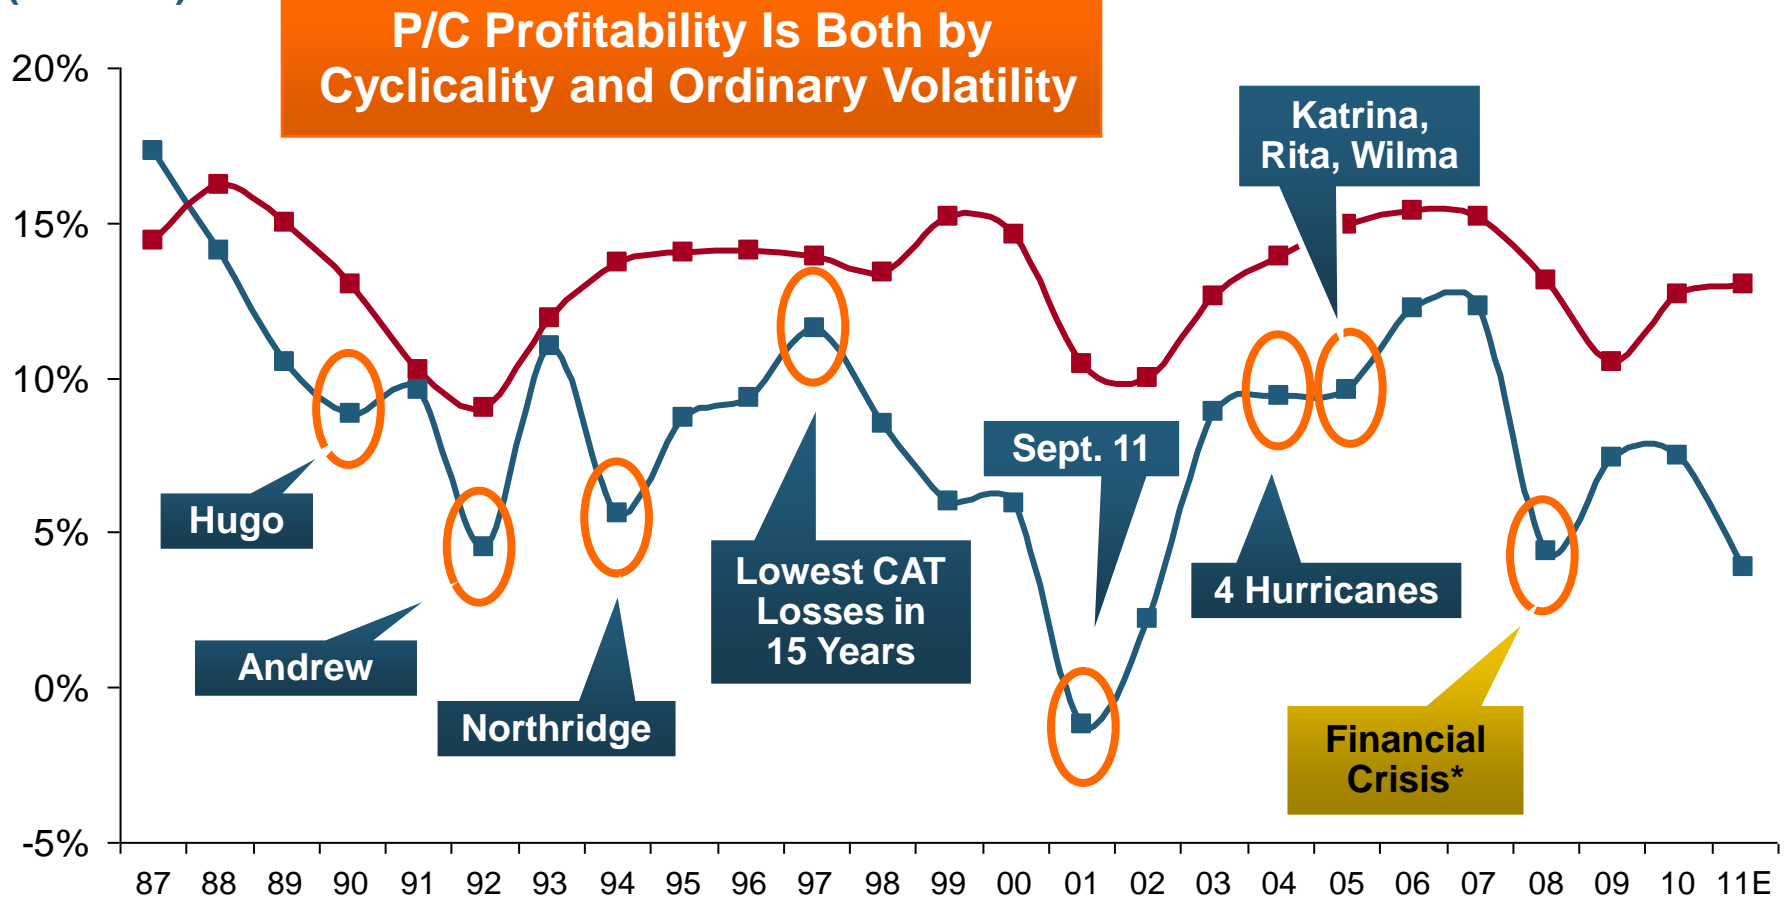 P/C Profitability Is Both by
Cyclicality and Ordinary Volatility
20%
15%
10%
5%
0%
-5%
Katrina,
Rita, Wilma
Sept. 11
Hugo
Lowest CAT
Losses in
15 Years
4 Hurricanes
Andrew
Northridge
Financial
Crisis*
87 88 89 90 91 92 93 94 95 96 97 98 99 00 01 02 03 04 05 06 07 08 09 10 11E